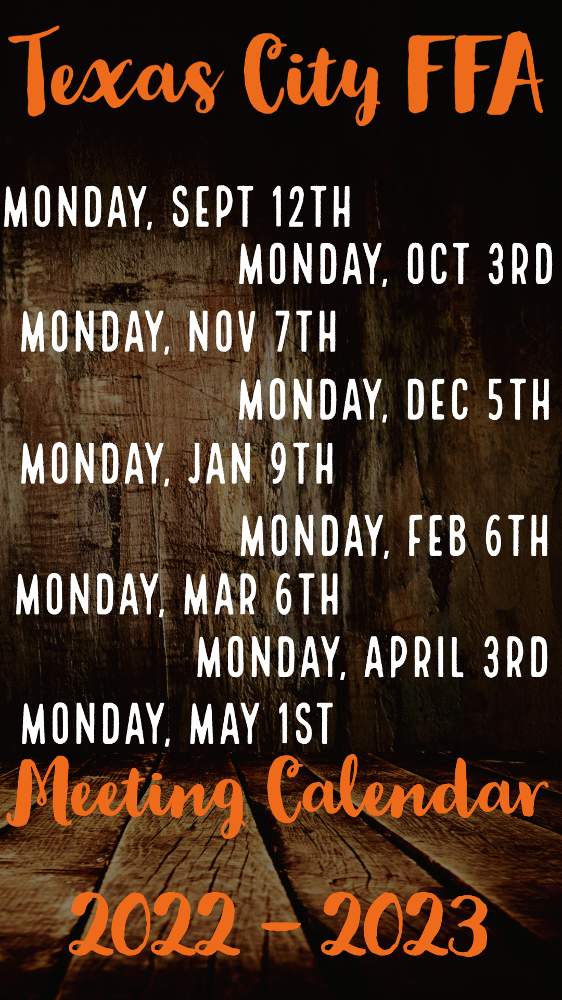 Texas City FFA
MONDAY, SEPT 12TH
MONDAY, OCT 3RD
MONDAY, NOV 7TH
MONDAY, DEC 5TH
MONDAY, JAN 9TH
MONDAY, FEB 6TH
MONDAY, MAR 6TH
MONDAY, APRIL 3RD
MONDAY, MAY 1ST
Meeting Calendar
2022 - 2023